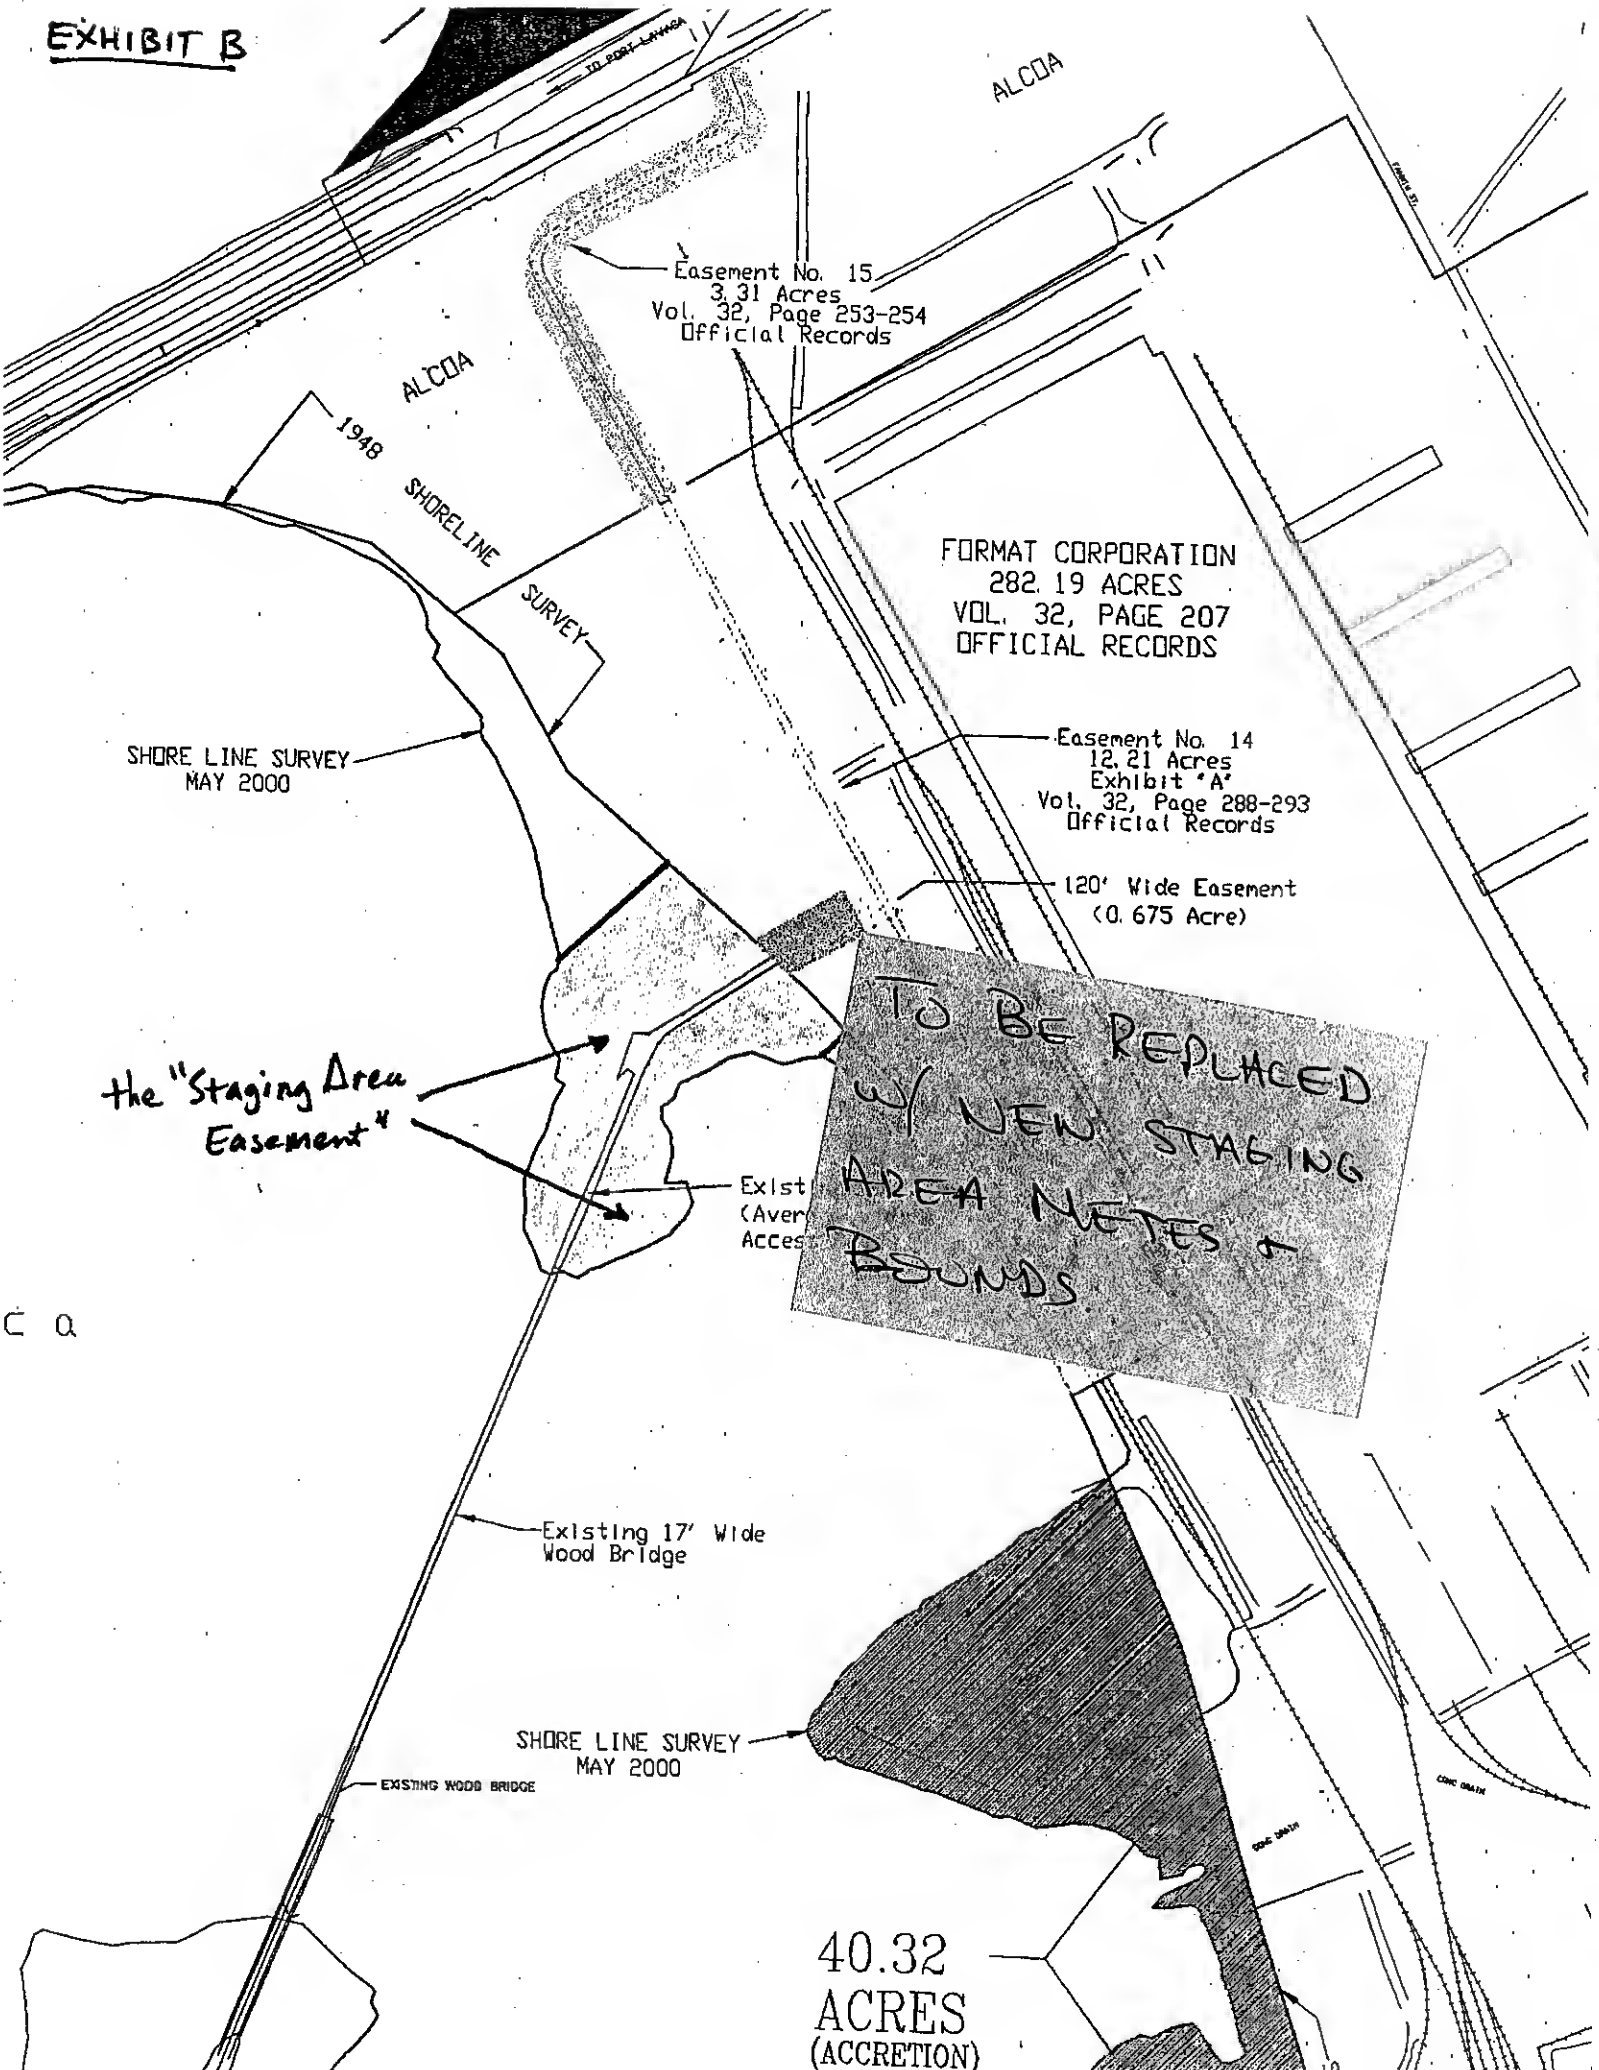 EXHIBIT B
TO PORT LAVACA
ALCOA
Easement No. 15
3.31 Acres
Vol. 32, Page 253-254
Official Records
ALCOA
1948 SHORELINE SURVEY
FORMAT CORPORATION
282.19 ACRES
VOL. 32, PAGE 207
OFFICIAL RECORDS
SHORE LINE SURVEY
MAY 2000
Easement No. 14
12.21 Acres
Exhibit "A"
Vol. 32, Page 288-293
Official Records
120' Wide Easement
(0.675 Acre)
TO BE REPLACED
W/ NEW STAGING
AREA METES +
BOUNDS.
the "Staging Area
Easement"
Exist
(Aver
Acces
c a
Existing 17' Wide
Wood Bridge
SHORE LINE SURVEY
MAY 2000
EXISTING WOOD BRIDGE
CONC DRAIN
CONC DRAIN
40.32
ACRES
(ACCRETION)